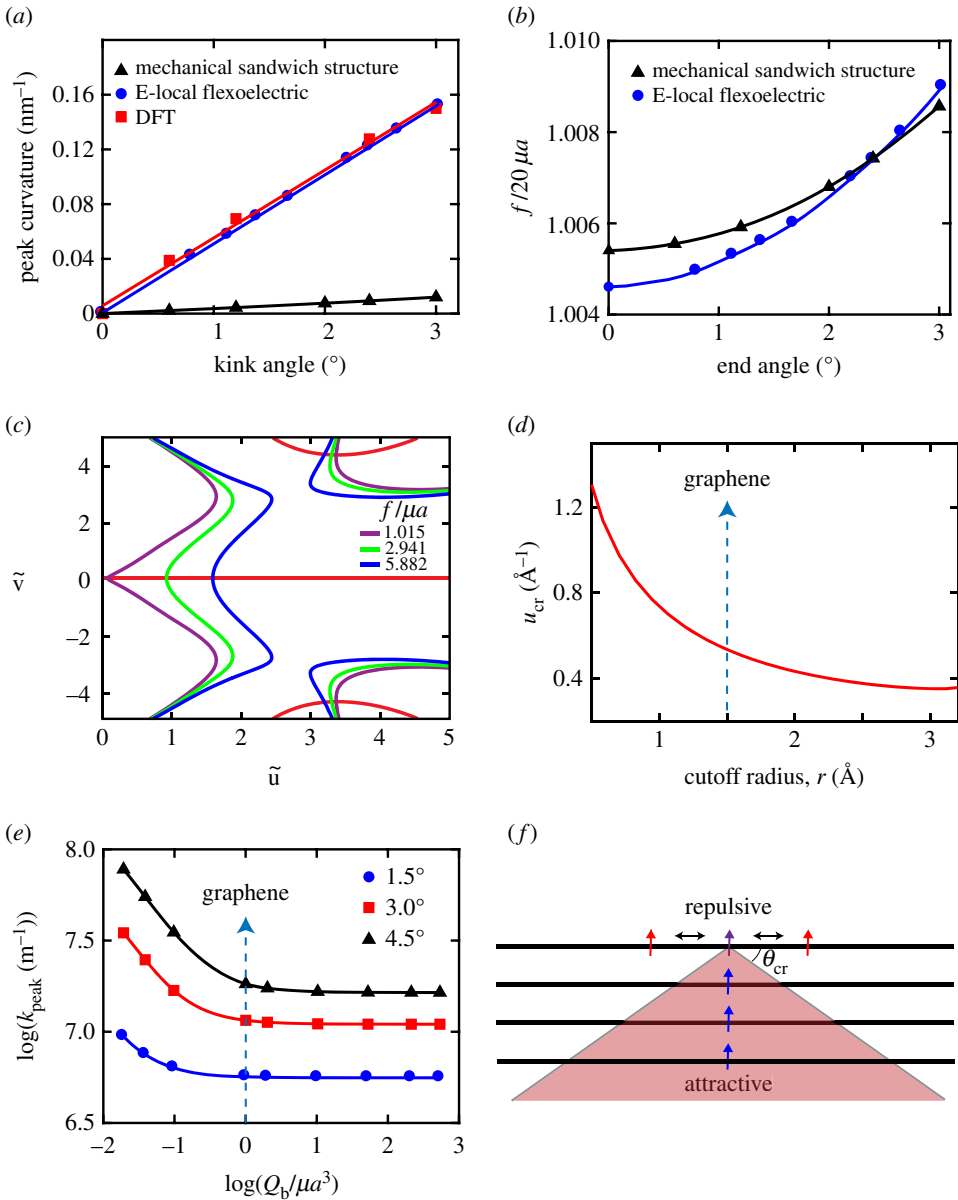 (a)
peak curvature (nm⁻¹)
0.16
0.12
0.08
0.04
0
0
1
2
3
kink angle (°)
mechanical sandwich structure
E-local flexoelectric
DFT
(b)
f/20 μa
1.010
1.008
1.006
1.004
0
1
2
3
end angle (°)
mechanical sandwich structure
E-local flexoelectric
(c)
ṽ
4
2
0
−2
−4
0
1
2
3
4
5
ũ
f/μa
1.015
2.941
5.882
(d)
u_cr (Å⁻¹)
1.2
0.8
0.4
1
2
3
cutoff radius, r (Å)
graphene
(e)
log(k_peak (m⁻¹))
8.0
7.5
7.0
6.5
−2
−1
0
1
2
3
log(Q_b/μa³)
graphene
1.5°
3.0°
4.5°
(f)
repulsive
θ_cr
attractive